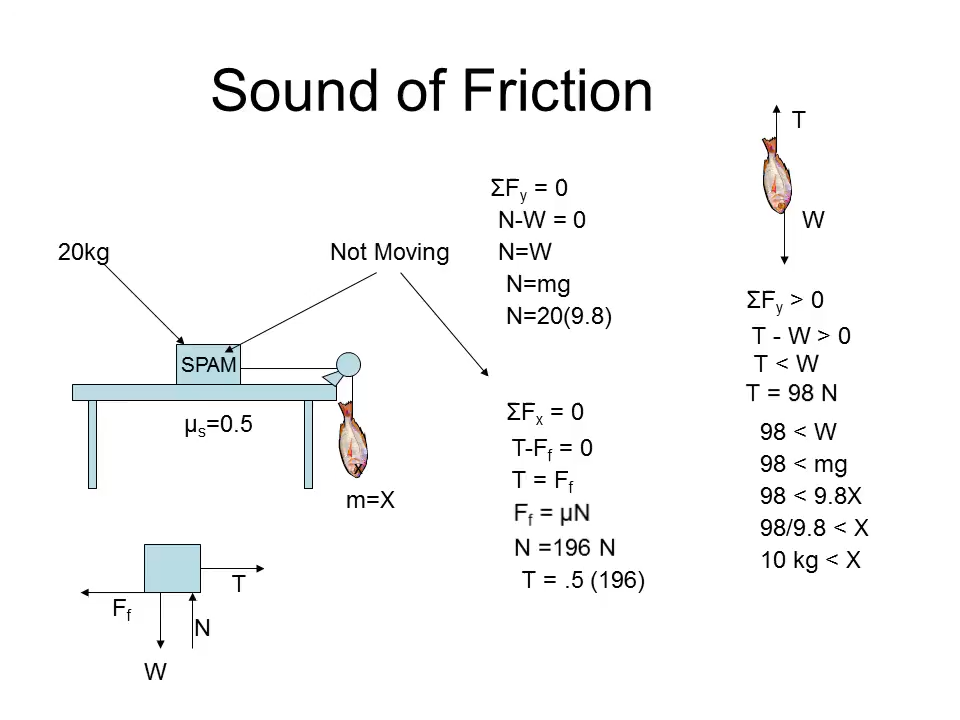 Sound of Friction
20kg
Not Moving
SPAM
μs=0.5
x
m=X
T
Ff
N
W
ΣFy = 0
N-W = 0
N=W
N=mg
N=20(9.8)
ΣFx = 0
T-Ff = 0
T = Ff
Ff = μN
N =196 N
T = .5 (196)
T
W
ΣFy > 0
T - W > 0
T < W
T = 98 N
98 < W
98 < mg
98 < 9.8X
98/9.8 < X
10 kg < X